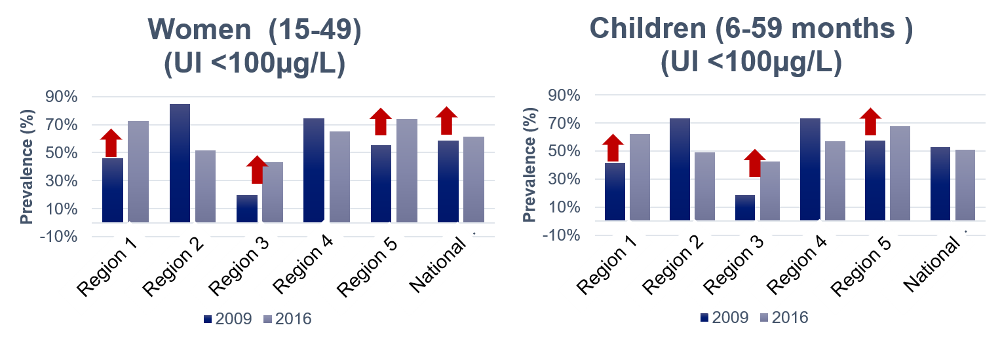 Women  (15-49)
(UI <100µg/L)
Prevalence (%)
90%
70%
50%
30%
10%
-10%
Region 1
Region 2
Region 3
Region 4
Region 5
National
2009
2016
Children (6-59 months )
(UI <100µg/L)
Prevalence (%)
90%
70%
50%
30%
10%
-10%
Region 1
Region 2
Region 3
Region 4
Region 5
National
2009
2016